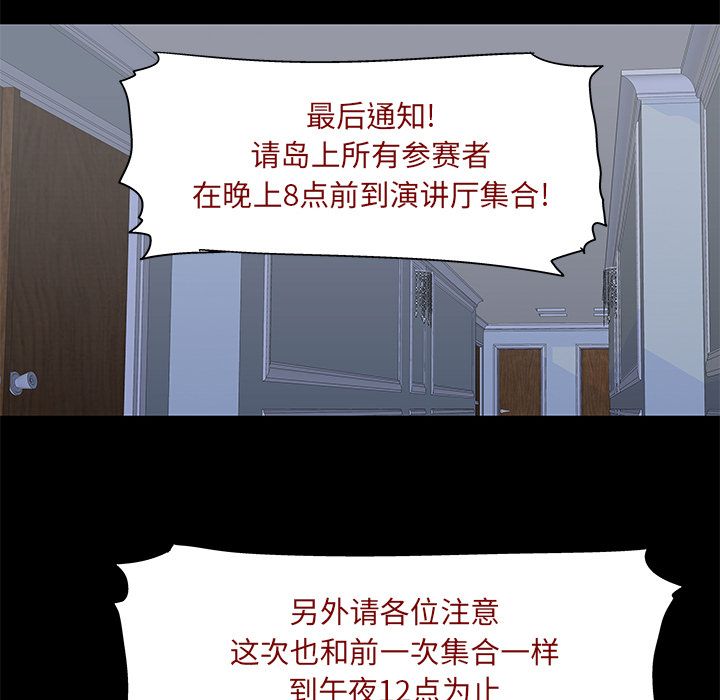 最后通知!
请岛上所有参赛者
在晚上8点前到演讲厅集合!
另外请各位注意
这次也和前一次集合一样
到午夜12点为止